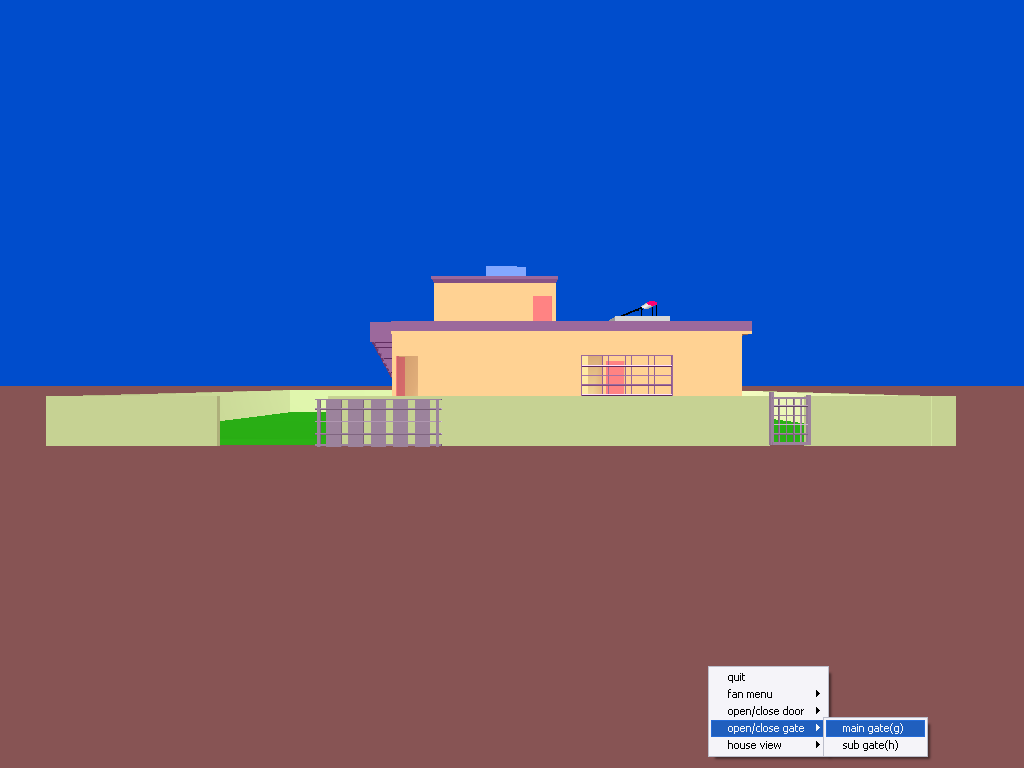 quit
fan menu
open/close door
open/close gate
house view
main gate(g)
sub gate(h)